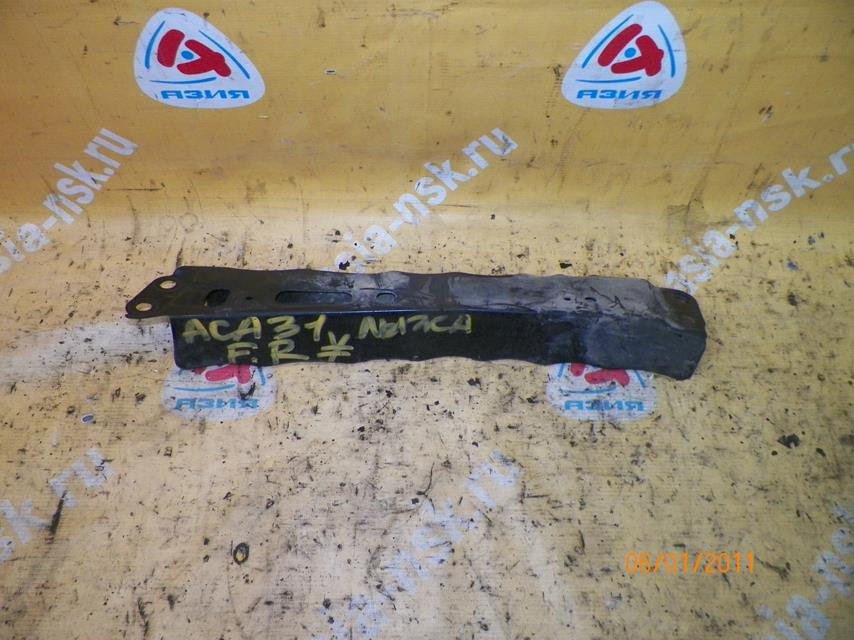 АЗИЯ
АЗИЯ
asia-nsk.ru
asia-nsk.ru
asia-nsk.ru
ACA31 ЛЫЖА
F.R *
АЗИЯ
АЗИЯ
asia-nsk.ru
06/01/2011